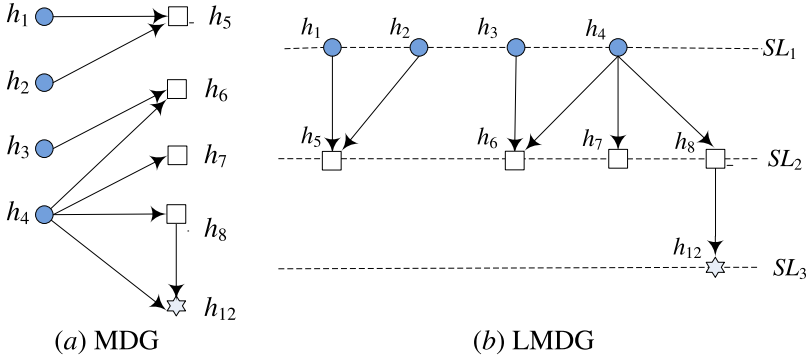 h1 h5
h2
h6
h3
h7
h4
h8
h12
(a) MDG
h1 h2 h3 h4 SL1
h5 h6 h7 h8 SL2
h12 SL3
(b) LMDG